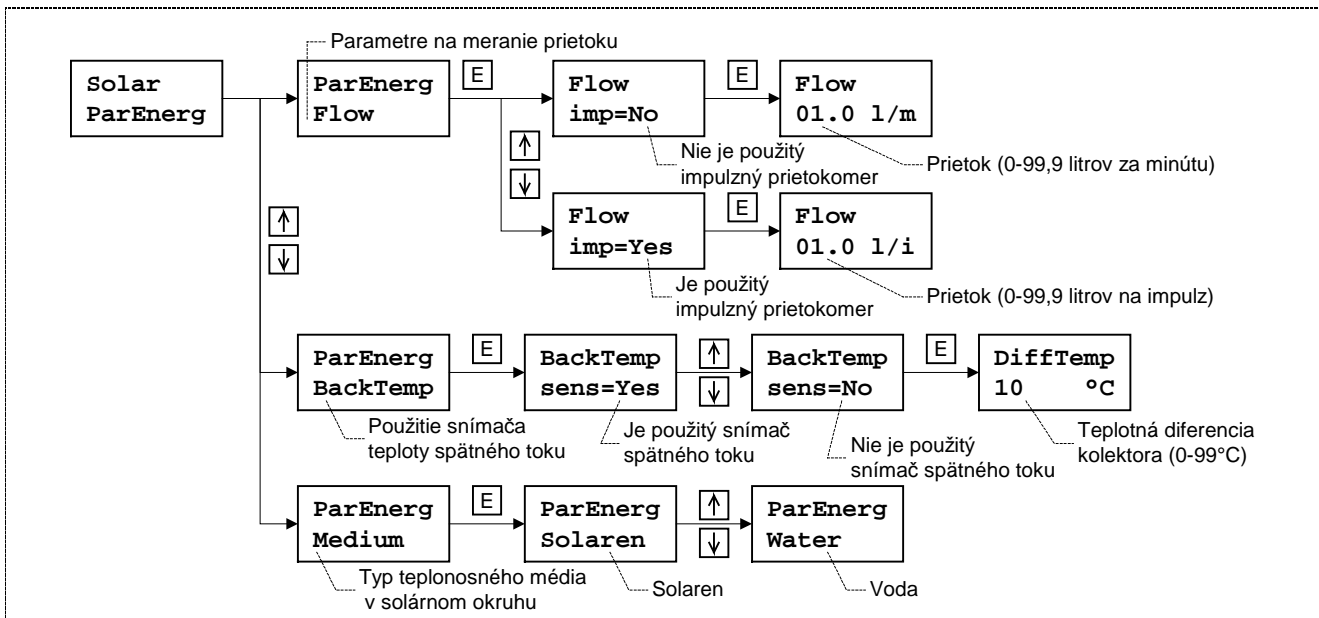 Parametre na meranie prietoku
Solar
ParEnerg
ParEnerg
Flow
E
Flow
imp=No
E
Flow
01.0 l/m
↑
↓
Nie je použitý
impulzný prietokomer
Prietok (0-99,9 litrov za minútu)
↑
↓
Flow
imp=Yes
E
Flow
01.0 l/i
Je použitý
impulzný prietokomer
Prietok (0-99,9 litrov na impulz)
ParEnerg
BackTemp
E
BackTemp
sens=Yes
↑
↓
BackTemp
sens=No
E
DiffTemp
10 °C
Použitie snímača
teploty spätného toku
Je použitý snímač
spätného toku
Nie je použitý
snímač spätného toku
Teplotná diferencia
kolektora (0-99°C)
ParEnerg
Medium
E
ParEnerg
Solaren
↑
↓
ParEnerg
Water
Typ teplonosného média
v solárnom okruhu
Solaren
Voda